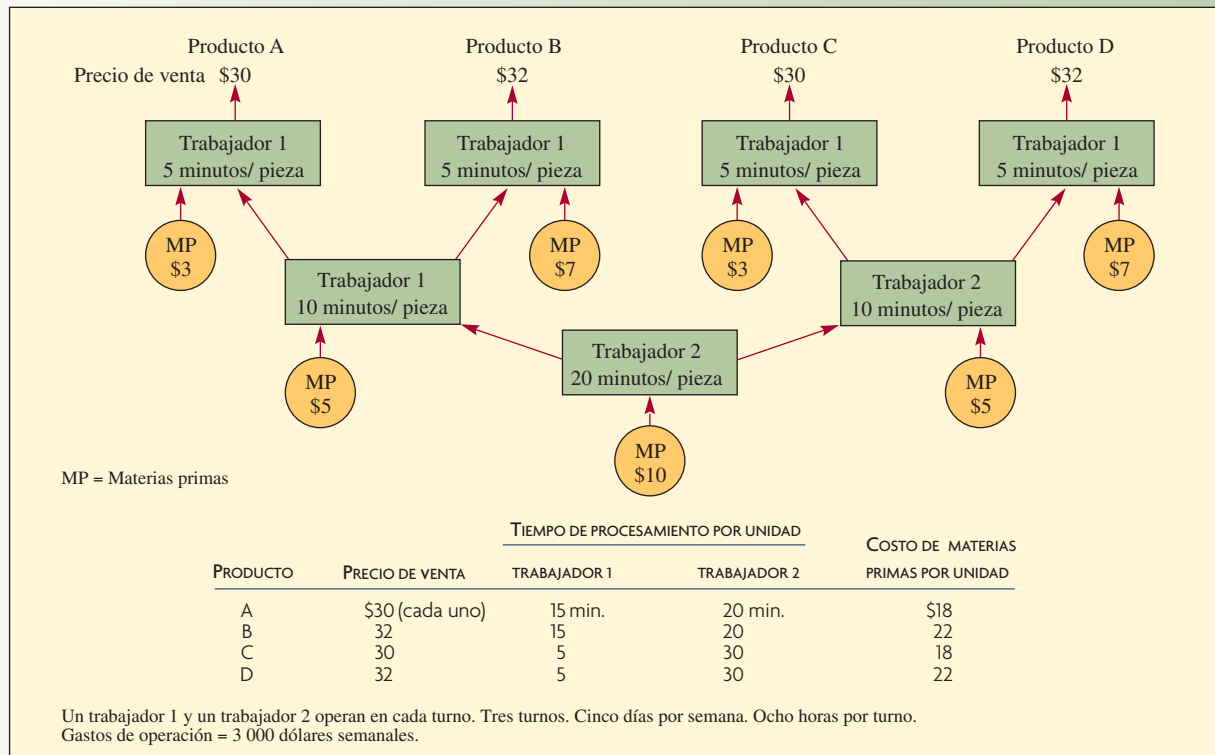 Producto A
Producto B
Producto C
Producto D
Precio de venta $30
$32
$30
$32
Trabajador 1
5 minutos/ pieza
Trabajador 1
5 minutos/ pieza
Trabajador 1
5 minutos/ pieza
Trabajador 1
5 minutos/ pieza
MP
$3
MP
$7
MP
$3
MP
$7
Trabajador 1
10 minutos/ pieza
Trabajador 2
10 minutos/ pieza
Trabajador 2
20 minutos/ pieza
MP
$5
MP
$5
MP
$10
MP = Materias primas
TIEMPO DE PROCESAMIENTO POR UNIDAD
COSTO DE MATERIAS
PRODUCTO PRECIO DE VENTA TRABAJADOR 1 TRABAJADOR 2 PRIMAS POR UNIDAD
A $30 (cada uno) 15 min. 20 min. $18
B 32 15 20 22
C 30 5 30 18
D 32 5 30 22
Un trabajador 1 y un trabajador 2 operan en cada turno. Tres turnos. Cinco días por semana. Ocho horas por turno.
Gastos de operación = 3 000 dólares semanales.